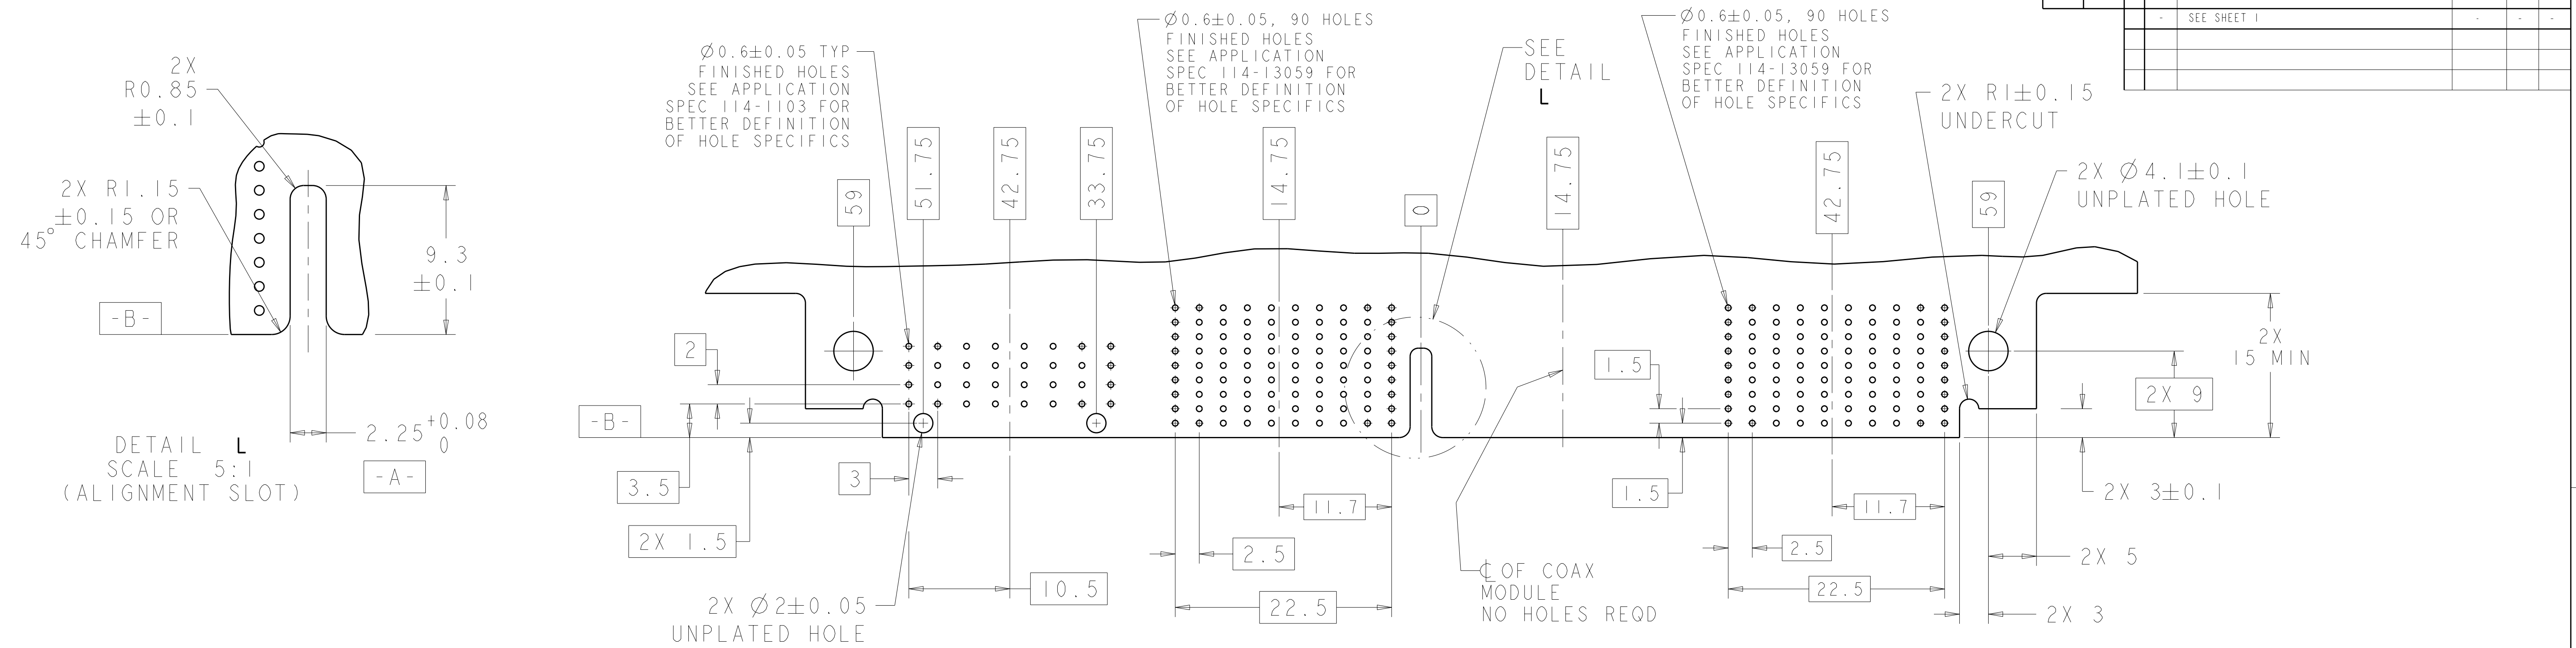 2X
R0.85
±0.1
2X R1.15
±0.15 OR
45° CHAMFER
-B-
9.3
±0.1
2.25 +0.08
0
DETAIL L
SCALE 5:1
(ALIGNMENT SLOT)
-A-
Ø0.6±0.05 TYP
FINISHED HOLES
SEE APPLICATION
SPEC 114-1103 FOR
BETTER DEFINITION
OF HOLE SPECIFICS
Ø0.6±0.05, 90 HOLES
FINISHED HOLES
SEE APPLICATION
SPEC 114-13059 FOR
BETTER DEFINITION
OF HOLE SPECIFICS
SEE
DETAIL
L
Ø0.6±0.05, 90 HOLES
FINISHED HOLES
SEE APPLICATION
SPEC 114-13059 FOR
BETTER DEFINITION
OF HOLE SPECIFICS
- SEE SHEET 1 - - -
2X R1±0.15
UNDERCUT
2X Ø4.1±0.1
UNPLATED HOLE
59
51.75
42.75
33.75
14.75
0
14.75
42.75
59
2
-B-
3.5
2X 1.5
3
10.5
2X Ø2±0.05
UNPLATED HOLE
11.7
2.5
22.5
℄ OF COAX
MODULE
NO HOLES REQD
1.5
1.5
11.7
2.5
22.5
2X
15 MIN
2X 9
2X 3±0.1
2X 5
2X 3